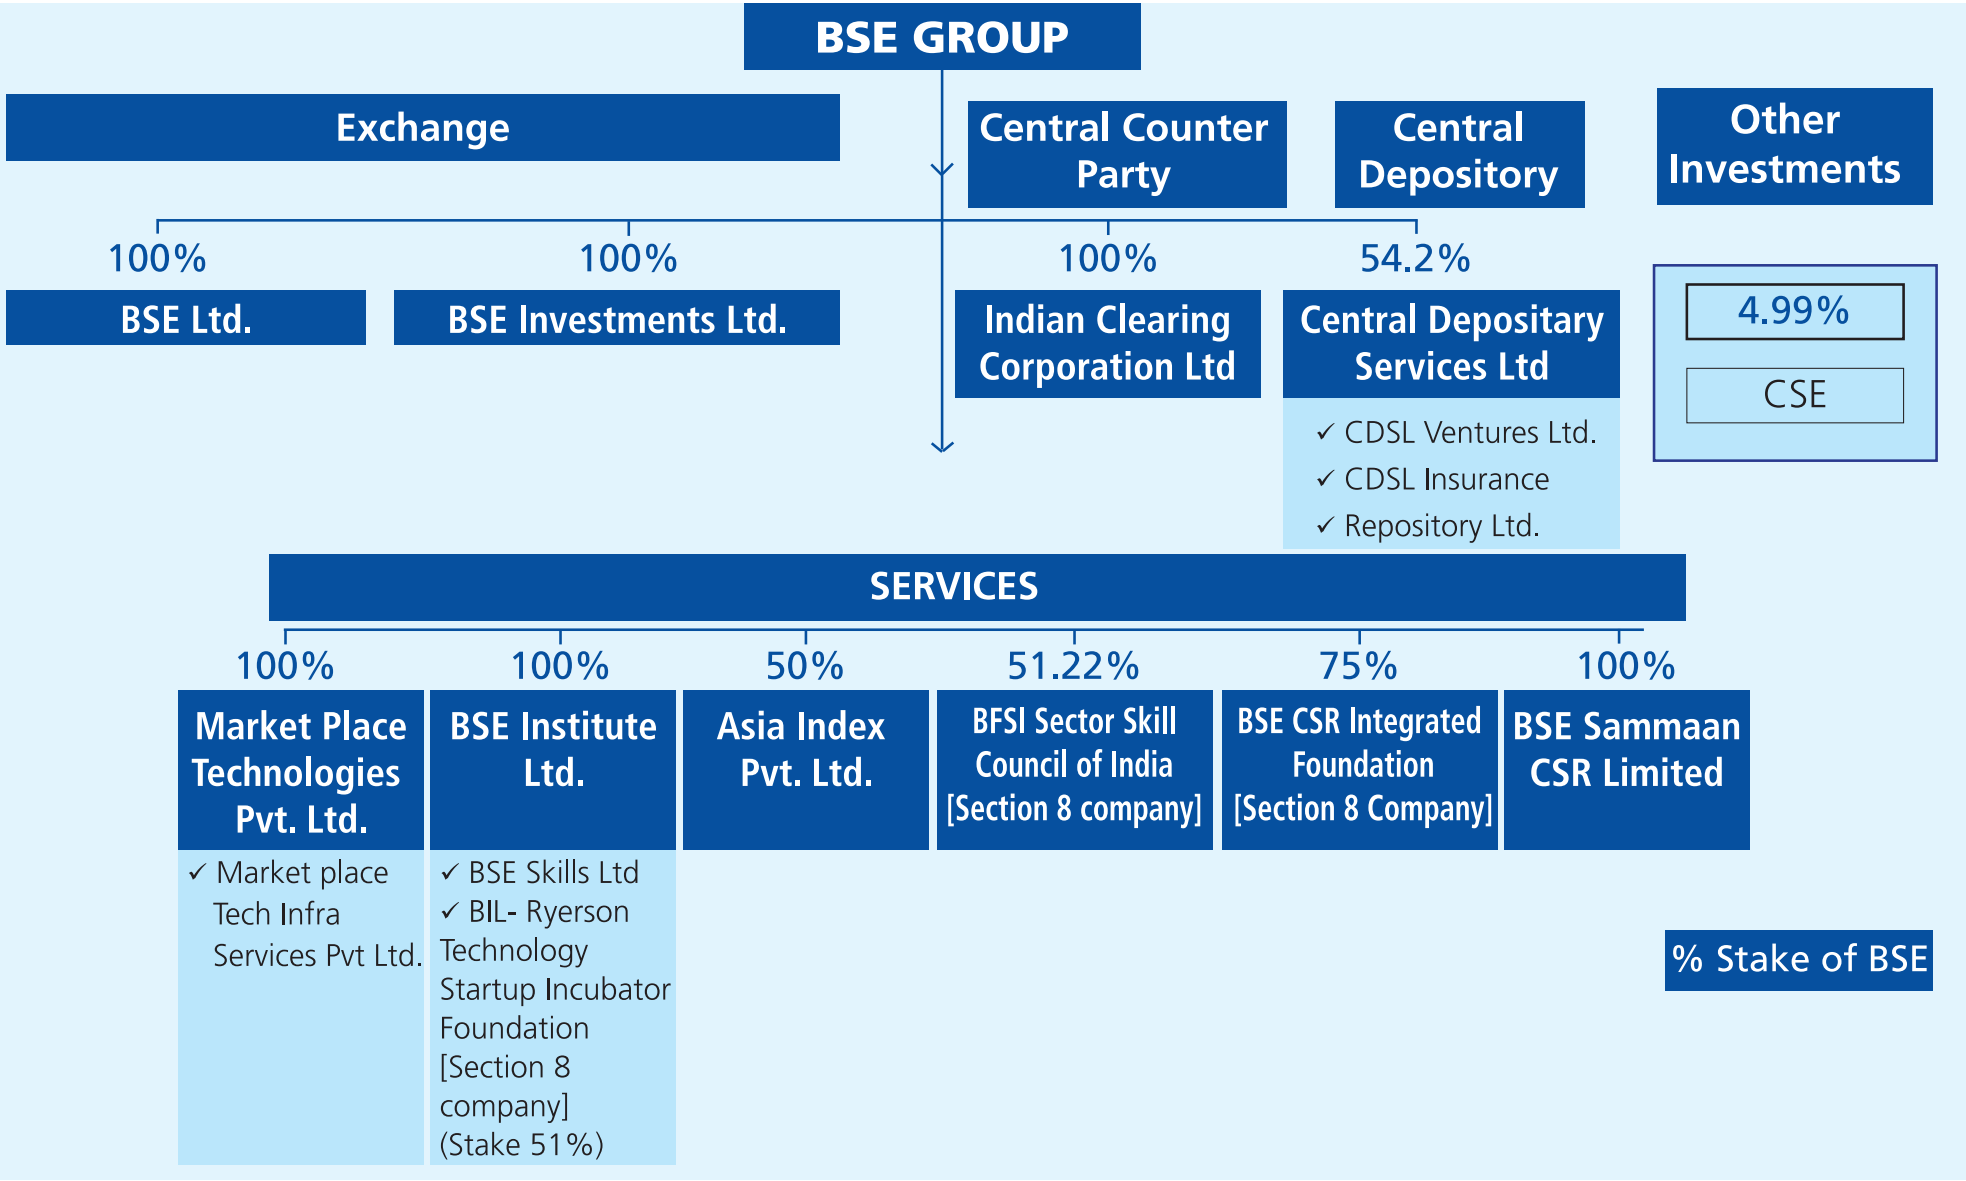 BSE GROUP
Exchange
Central Counter
Party
Central
Depository
Other
Investments
100%
100%
100%
54.2%
BSE Ltd.
BSE Investments Ltd.
Indian Clearing
Corporation Ltd
Central Depositary
Services Ltd
✓ CDSL Ventures Ltd.
✓ CDSL Insurance
✓ Repository Ltd.
4.99%
CSE
SERVICES
100%
100%
50%
51.22%
75%
100%
Market Place
Technologies
Pvt. Ltd.
BSE Institute
Ltd.
Asia Index
Pvt. Ltd.
BFSI Sector Skill
Council of India
[Section 8 company]
BSE CSR Integrated
Foundation
[Section 8 Company]
BSE Sammaan
CSR Limited
✓ Market place
Tech Infra
Services Pvt Ltd.
✓ BSE Skills Ltd
✓ BIL- Ryerson
Technology
Startup Incubator
Foundation
[Section 8
company]
(Stake 51%)
% Stake of BSE